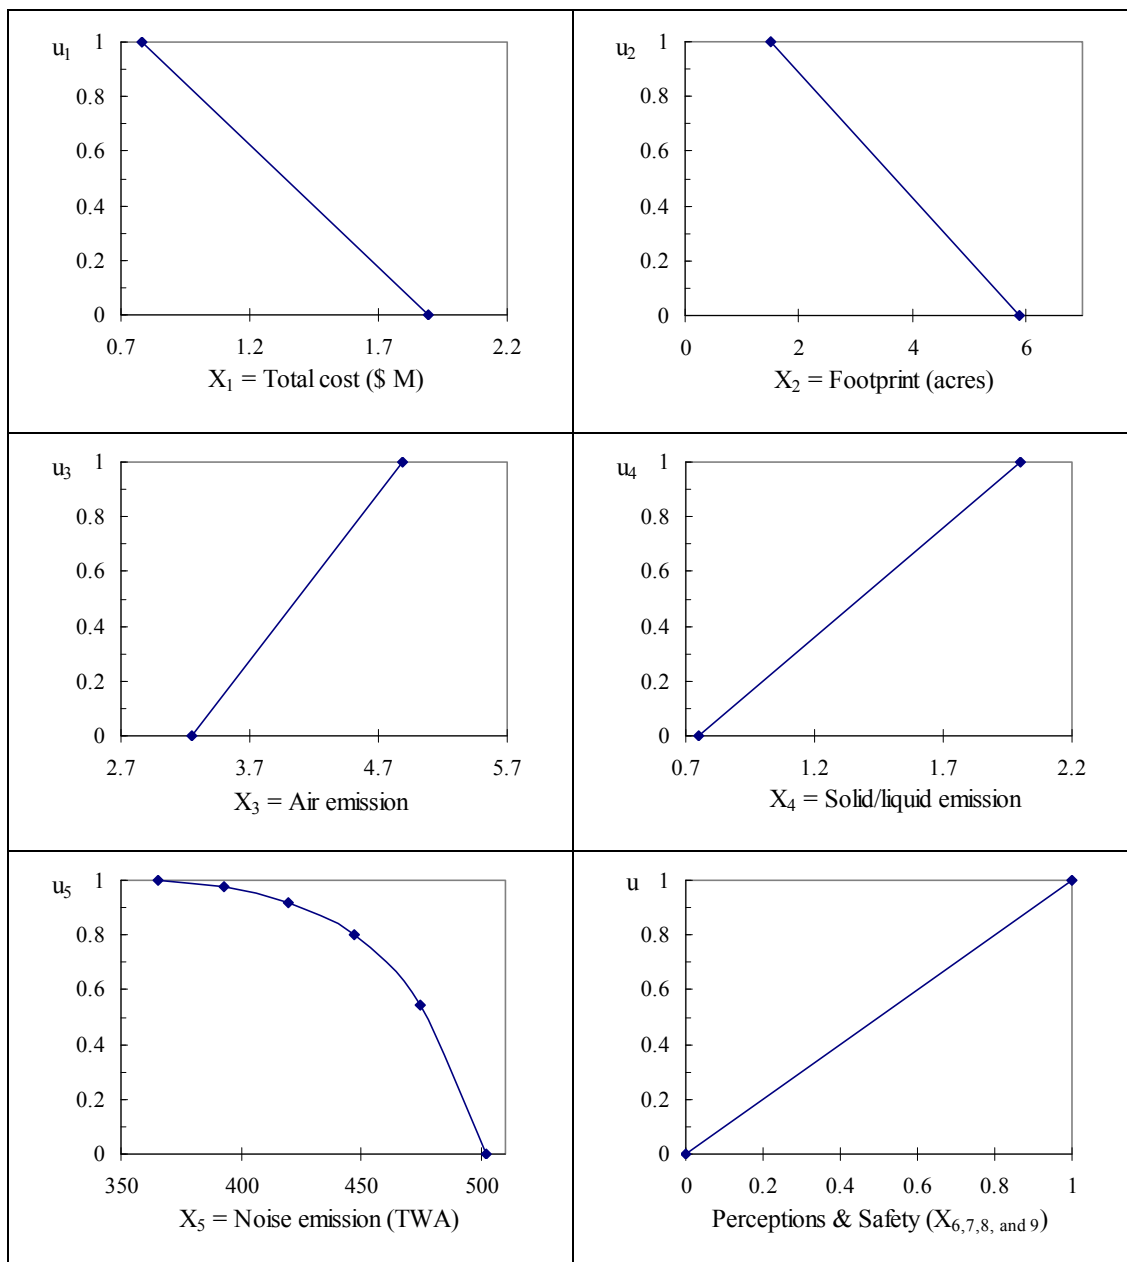 u₁
1
0.8
0.6
0.4
0.2
0
0.7 1.2 1.7 2.2
X₁ = Total cost ($ M)
u₂
1
0.8
0.6
0.4
0.2
0
0 2 4 6
X₂ = Footprint (acres)
u₃
1
0.8
0.6
0.4
0.2
0
2.7 3.7 4.7 5.7
X₃ = Air emission
u₄
1
0.8
0.6
0.4
0.2
0
0.7 1.2 1.7 2.2
X₄ = Solid/liquid emission
u₅
1
0.8
0.6
0.4
0.2
0
350 400 450 500
X₅ = Noise emission (TWA)
u
1
0.8
0.6
0.4
0.2
0
0 0.2 0.4 0.6 0.8 1
Perceptions & Safety (X₆,₇,₈, and ₉)